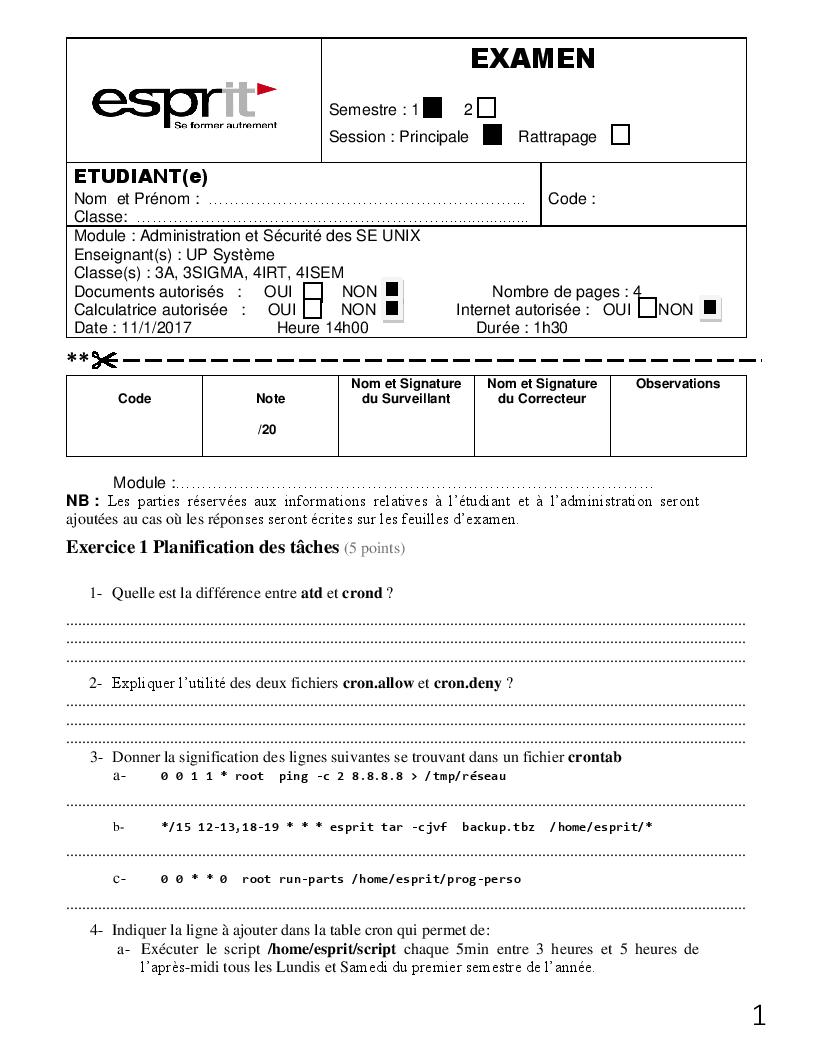 esprit
Se former autrement
EXAMEN
Semestre : 1 2
Session : Principale Rattrapage
ETUDIANT(e)
Nom et Prénom : ……………………………………………………..
Code :
Classe: ………………………………………………………………
Module : Administration et Sécurité des SE UNIX
Enseignant(s) : UP Système
Classe(s) : 3A, 3SIGMA, 4IRT, 4ISEM
Documents autorisés : OUI NON Nombre de pages : 4
Calculatrice autorisée : OUI NON Internet autorisée : OUI NON
Date : 11/1/2017 Heure 14h00 Durée : 1h30
**
Code
Note
/20
Nom et Signature
du Surveillant
Nom et Signature
du Correcteur
Observations
Module :………………………………………………………………………………
NB : Les parties réservées aux informations relatives à l’étudiant et à l’administration seront
ajoutées au cas où les réponses seront écrites sur les feuilles d’examen.
Exercice 1 Planification des tâches (5 points)
1- Quelle est la différence entre atd et crond ?
2- Expliquer l’utilité des deux fichiers cron.allow et cron.deny ?
3- Donner la signification des lignes suivantes se trouvant dans un fichier crontab
a- 0 0 1 1 * root ping -c 2 8.8.8.8 > /tmp/réseau
b- */15 12-13,18-19 * * * esprit tar -cjvf backup.tbz /home/esprit/*
c- 0 0 * * 0 root run-parts /home/esprit/prog-perso
4- Indiquer la ligne à ajouter dans la table cron qui permet de:
a- Exécuter le script /home/esprit/script chaque 5min entre 3 heures et 5 heures de
l’après-midi tous les Lundis et Samedi du premier semestre de l’année.
1